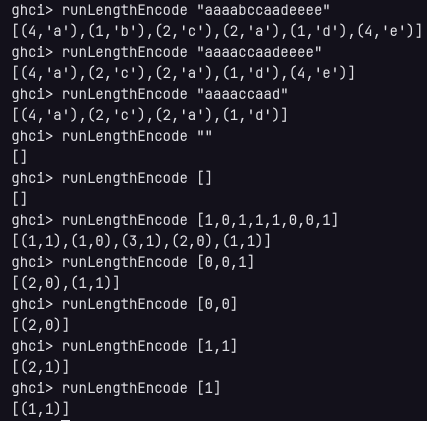 ghci> runLengthEncode "aaaabccaadeeee"
[(4,'a'),(1,'b'),(2,'c'),(2,'a'),(1,'d'),(4,'e')]
ghci> runLengthEncode "aaaaccaadeeee"
[(4,'a'),(2,'c'),(2,'a'),(1,'d'),(4,'e')]
ghci> runLengthEncode "aaaaccaad"
[(4,'a'),(2,'c'),(2,'a'),(1,'d')]
ghci> runLengthEncode ""
[]
ghci> runLengthEncode []
[]
ghci> runLengthEncode [1,0,1,1,1,0,0,1]
[(1,1),(1,0),(3,1),(2,0),(1,1)]
ghci> runLengthEncode [0,0,1]
[(2,0),(1,1)]
ghci> runLengthEncode [0,0]
[(2,0)]
ghci> runLengthEncode [1,1]
[(2,1)]
ghci> runLengthEncode [1]
[(1,1)]